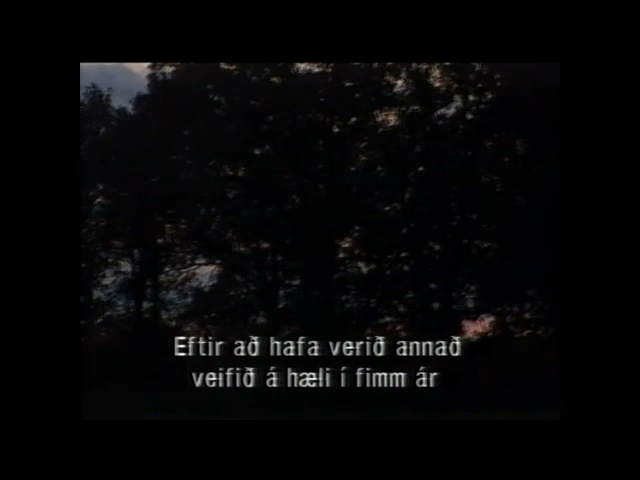 Eftir að hafa verið annað
veifið á hæli í fimm ár